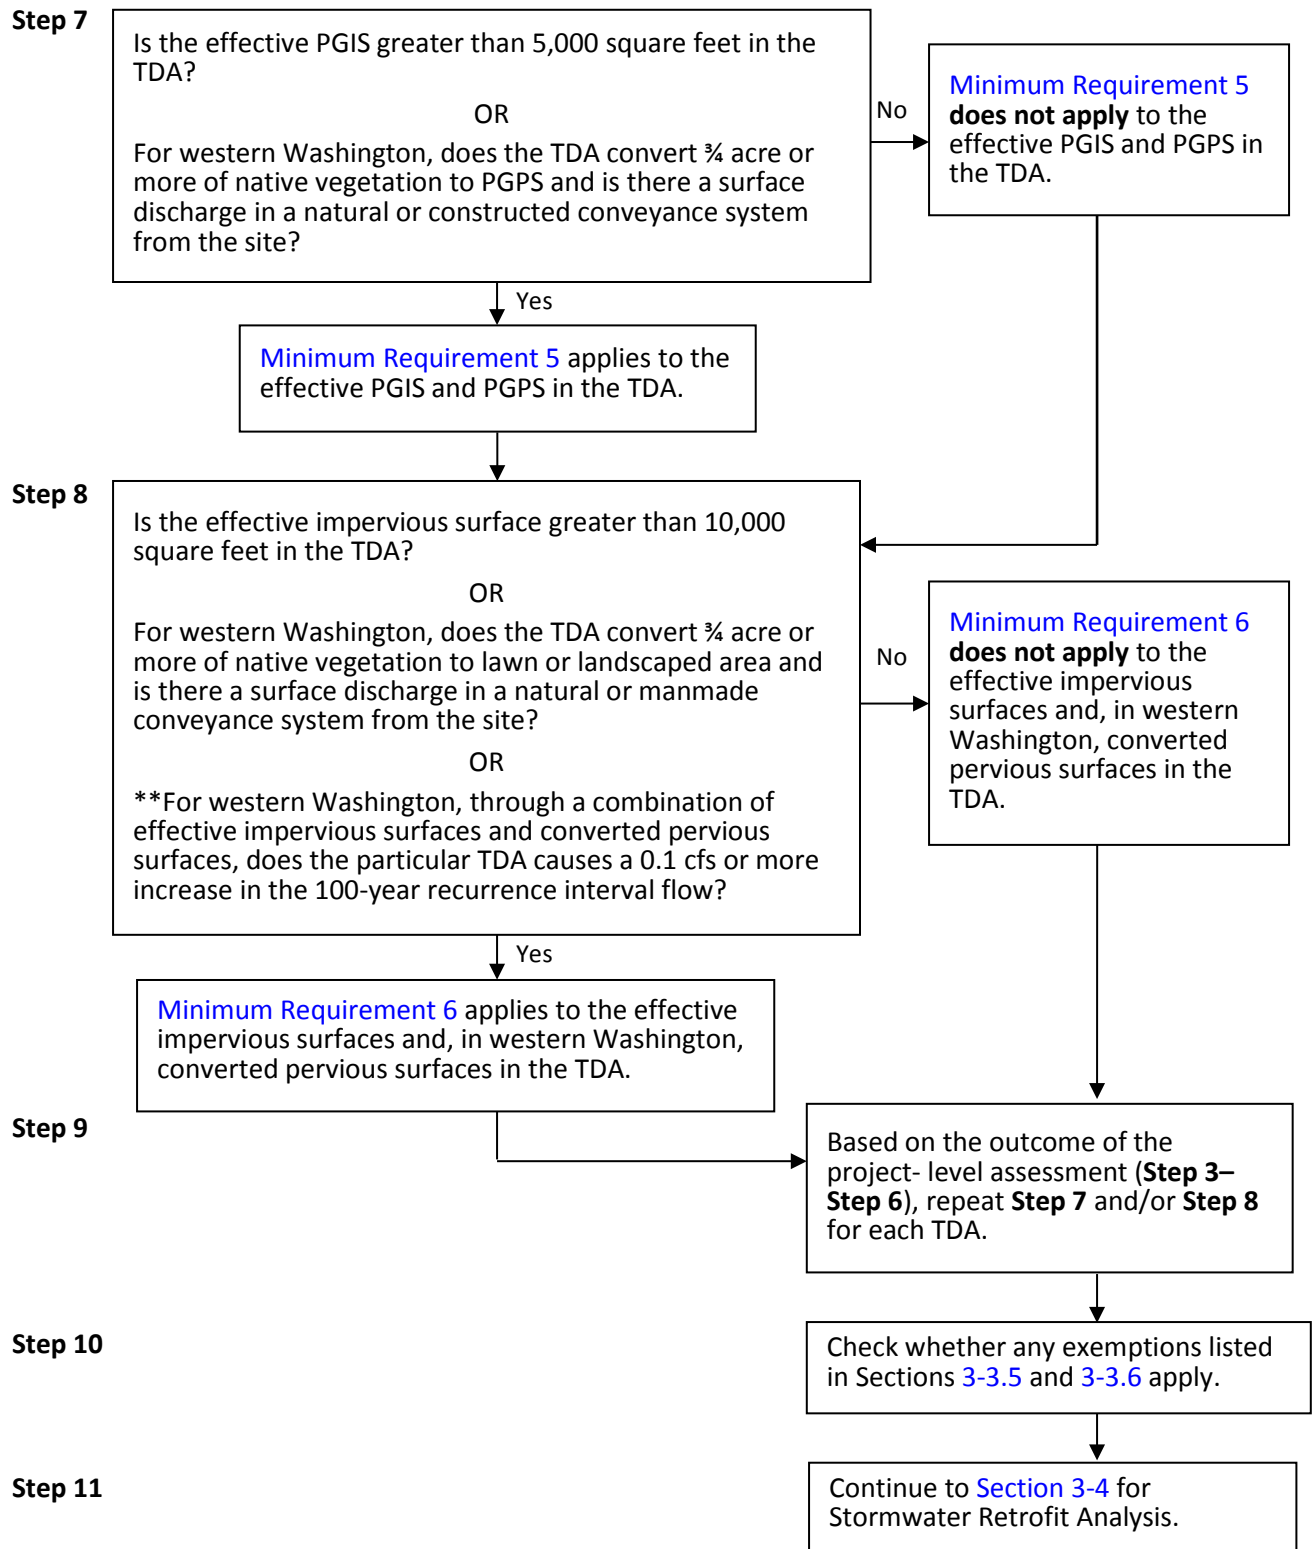 Step 7
Is the effective PGIS greater than 5,000 square feet in the
TDA?
OR
For western Washington, does the TDA convert ¾ acre or
more of native vegetation to PGPS and is there a surface
discharge in a natural or constructed conveyance system
from the site?
No
Minimum Requirement 5
does not apply to the
effective PGIS and PGPS in
the TDA.
Yes
Minimum Requirement 5 applies to the
effective PGIS and PGPS in the TDA.
Step 8
Is the effective impervious surface greater than 10,000
square feet in the TDA?
OR
For western Washington, does the TDA convert ¾ acre or
more of native vegetation to lawn or landscaped area and
is there a surface discharge in a natural or manmade
conveyance system from the site?
OR
**For western Washington, through a combination of
effective impervious surfaces and converted pervious
surfaces, does the particular TDA causes a 0.1 cfs or more
increase in the 100-year recurrence interval flow?
No
Minimum Requirement 6
does not apply to the
effective impervious
surfaces and, in western
Washington, converted
pervious surfaces in the
TDA.
Yes
Minimum Requirement 6 applies to the effective
impervious surfaces and, in western Washington,
converted pervious surfaces in the TDA.
Step 9
Based on the outcome of the
project- level assessment (Step 3–
Step 6), repeat Step 7 and/or Step 8
for each TDA.
Step 10
Check whether any exemptions listed
in Sections 3-3.5 and 3-3.6 apply.
Step 11
Continue to Section 3-4 for
Stormwater Retrofit Analysis.